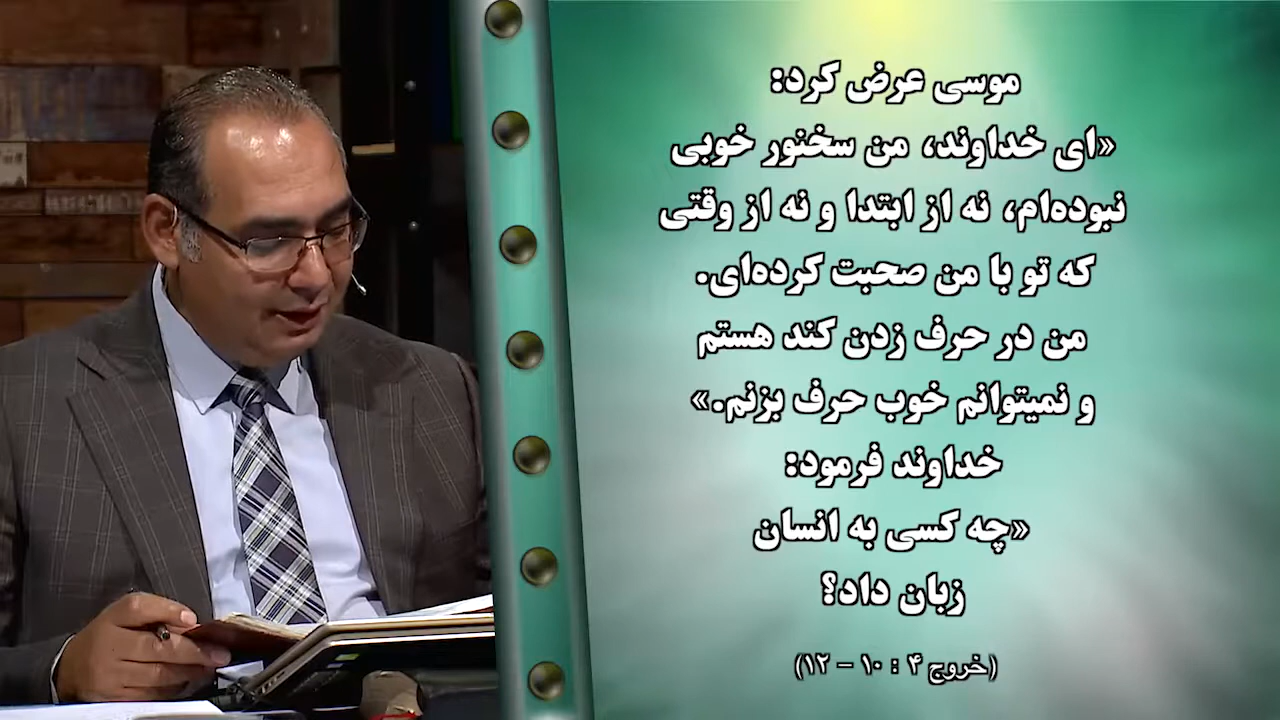 موسی عرض کرد:
«ای خداوند، من سخنور خوبی
نبوده‌ام، نه از ابتدا و نه از وقتی
که تو با من صحبت کرده‌ای.
من در حرف زدن کند هستم
و نمیتوانم خوب حرف بزنم.»
خداوند فرمود:
«چه کسی به انسان
زبان داد؟
(خروج ۴ : ۱۰ - ۱۲)